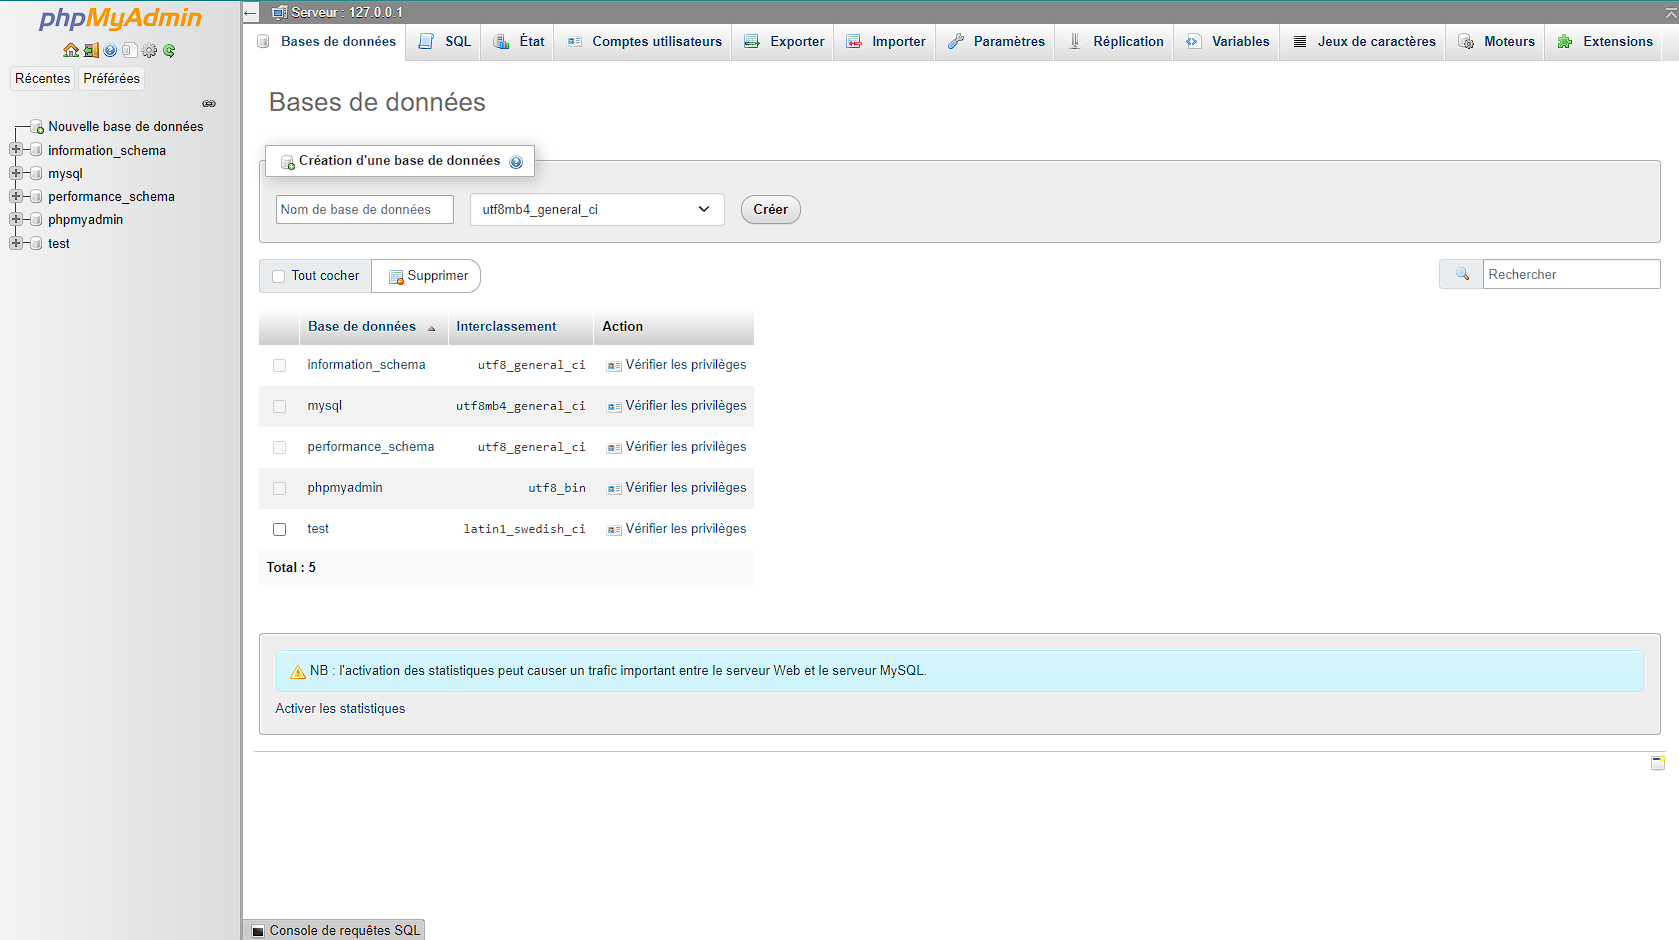 phpMyAdmin
Récentes Préférées
Nouvelle base de données
information_schema
mysql
performance_schema
phpmyadmin
test
Serveur : 127.0.0.1
Bases de données SQL État Comptes utilisateurs Exporter Importer Paramètres Réplication Variables Jeux de caractères Moteurs Extensions
Bases de données
Création d'une base de données
Nom de base de données utf8mb4_general_ci Créer
Tout cocher Supprimer Rechercher
Base de données Interclassement Action
information_schema utf8_general_ci Vérifier les privilèges
mysql utf8mb4_general_ci Vérifier les privilèges
performance_schema utf8_general_ci Vérifier les privilèges
phpmyadmin utf8_bin Vérifier les privilèges
test latin1_swedish_ci Vérifier les privilèges
Total : 5
NB : l'activation des statistiques peut causer un trafic important entre le serveur Web et le serveur MySQL.
Activer les statistiques
Console de requêtes SQL